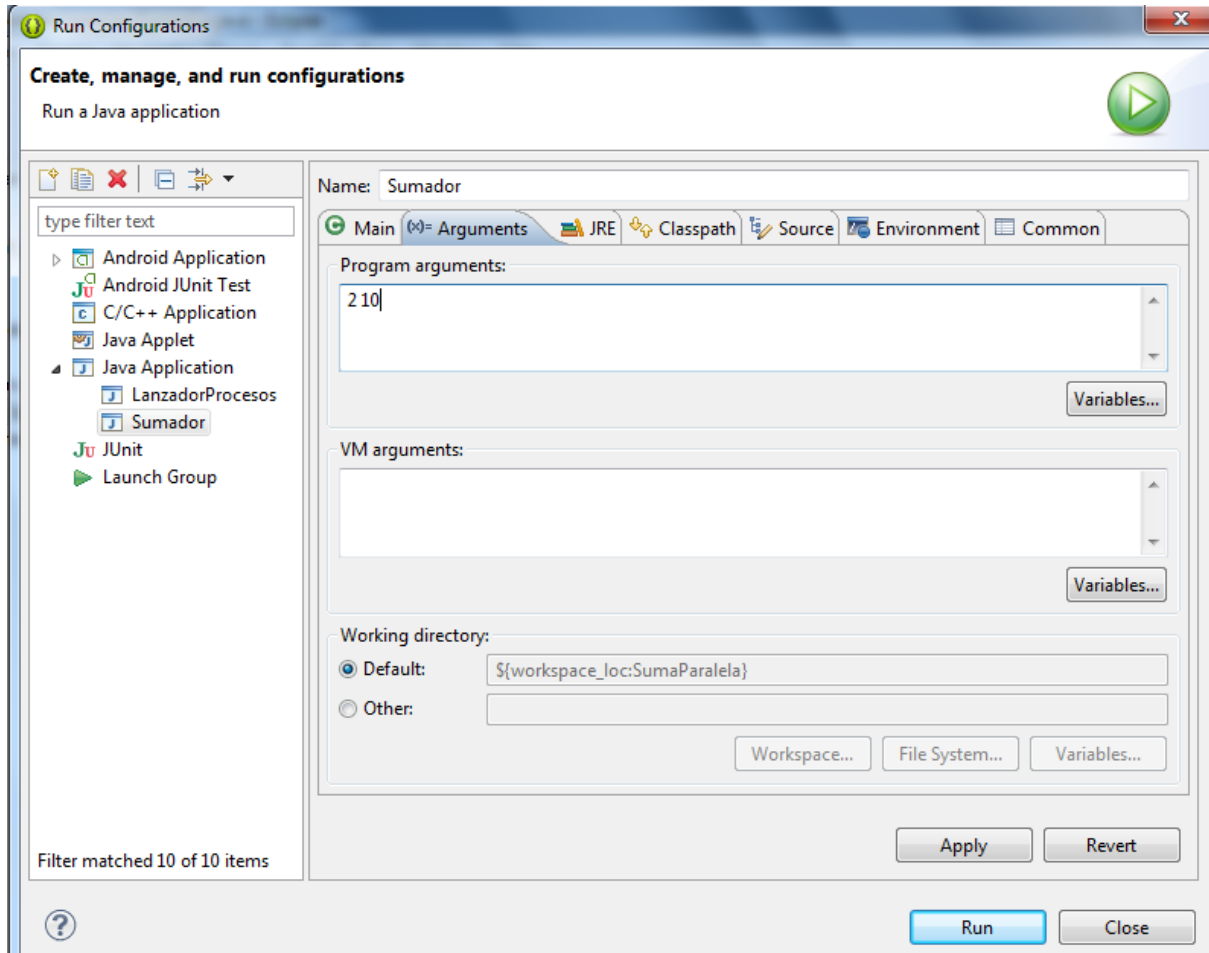 Run Configurations
Create, manage, and run configurations
Run a Java application
type filter text
Android Application
Android JUnit Test
C/C++ Application
Java Applet
Java Application
LanzadorProcesos
Sumador
JUnit
Launch Group
Filter matched 10 of 10 items
Name: Sumador
Main (x)= Arguments JRE Classpath Source Environment Common
Program arguments:
2 10
Variables...
VM arguments:
Variables...
Working directory:
Default: ${workspace_loc:SumaParalela}
Other:
Workspace... File System... Variables...
Apply Revert
Run Close